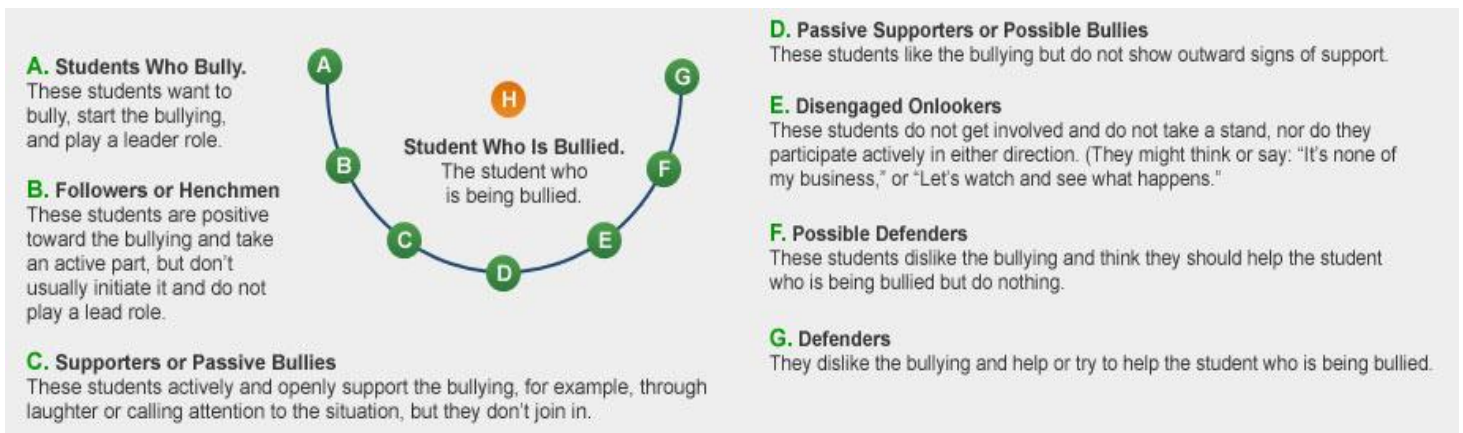 A. Students Who Bully.
These students want to
bully, start the bullying,
and play a leader role.
B. Followers or Henchmen
These students are positive
toward the bullying and take
an active part, but don't
usually initiate it and do not
play a lead role.
C. Supporters or Passive Bullies
These students actively and openly support the bullying, for example, through
laughter or calling attention to the situation, but they don't join in.
A
B
C
D
E
F
G
H
Student Who Is Bullied.
The student who
is being bullied.
D. Passive Supporters or Possible Bullies
These students like the bullying but do not show outward signs of support.
E. Disengaged Onlookers
These students do not get involved and do not take a stand, nor do they
participate actively in either direction. (They might think or say: “It's none of
my business,” or “Let's watch and see what happens.”
F. Possible Defenders
These students dislike the bullying and think they should help the student
who is being bullied but do nothing.
G. Defenders
They dislike the bullying and help or try to help the student who is being bullied.